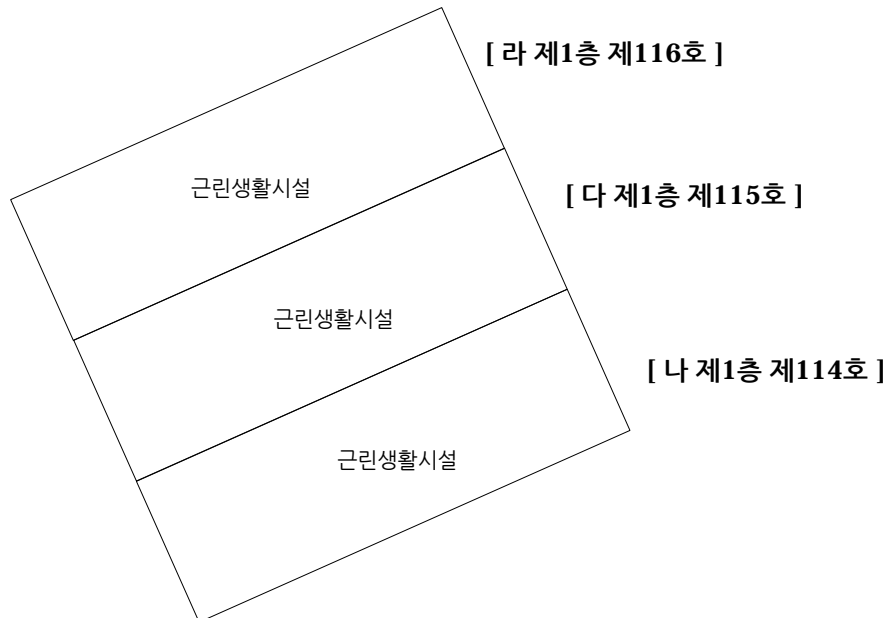 [ 라 제1층 제116호 ]
근린생활시설
[ 다 제1층 제115호 ]
근린생활시설
[ 나 제1층 제114호 ]
근린생활시설